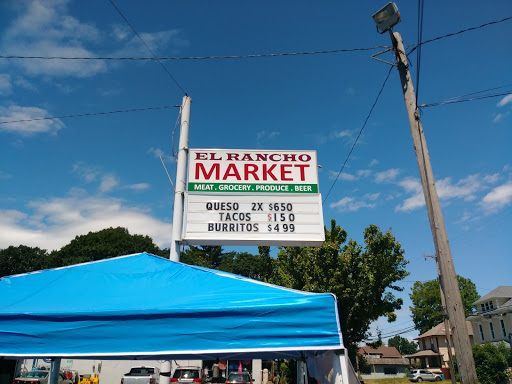 EL RANCHO
MARKET
MEAT . GROCERY . PRODUCE . BEER
QUESO 2X $650
TACOS $150
BURRITOS $499